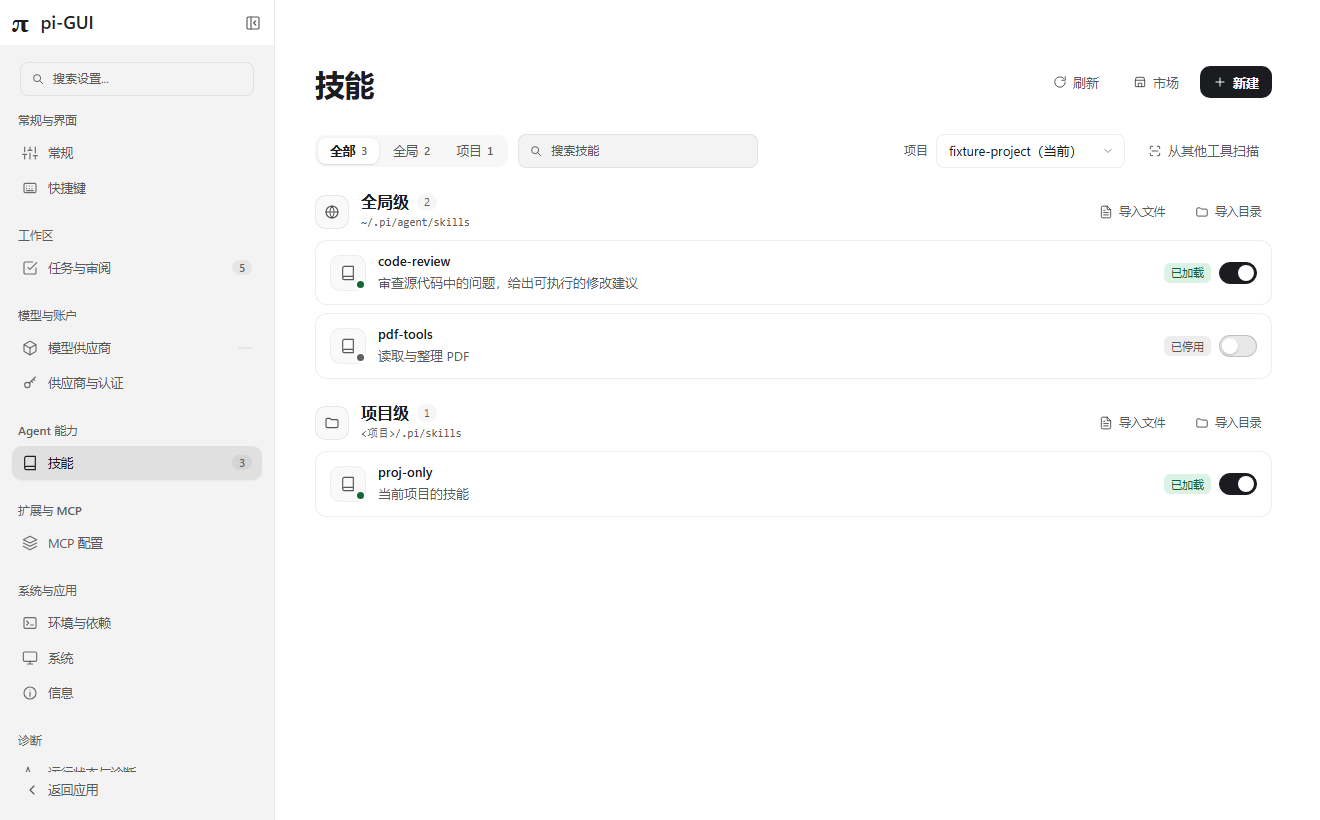 π pi-GUI
搜索设置...
常规与界面
常规
快捷键
工作区
任务与审阅 5
模型与账户
模型供应商
供应商与认证
Agent 能力
技能 3
扩展与 MCP
MCP 配置
系统与应用
环境与依赖
系统
信息
诊断
运行状态与诊断
返回应用
技能
刷新 市场 新建
全部 3 全局 2 项目 1 搜索技能 项目 fixture-project（当前） 从其他工具扫描
全局级 2
~/.pi/agent/skills
导入文件 导入目录
code-review
审查源代码中的问题，给出可执行的修改建议
已加载
pdf-tools
读取与整理 PDF
已停用
项目级 1
<项目>/.pi/skills
导入文件 导入目录
proj-only
当前项目的技能
已加载